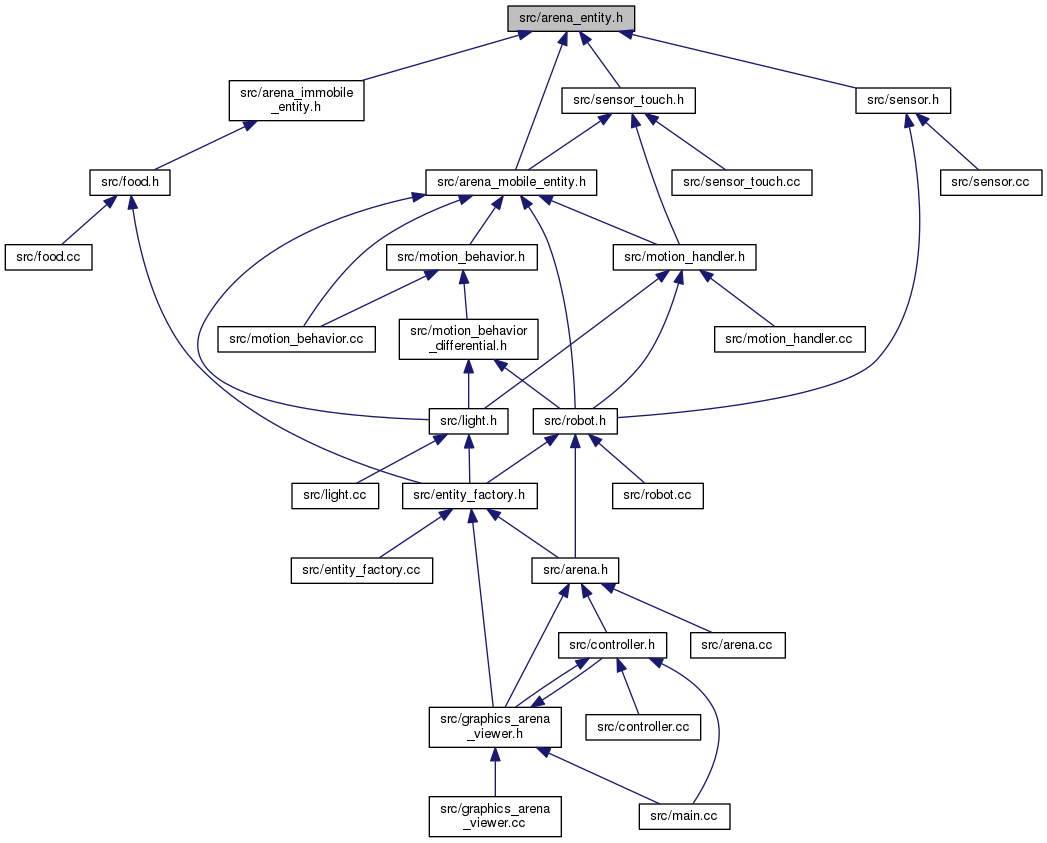 src/arena_entity.h
src/arena_immobile
_entity.h
src/sensor_touch.h
src/sensor.h
src/food.h
src/arena_mobile_entity.h
src/sensor_touch.cc
src/sensor.cc
src/food.cc
src/motion_behavior.h
src/motion_handler.h
src/motion_behavior.cc
src/motion_behavior
_differential.h
src/motion_handler.cc
src/light.h
src/robot.h
src/light.cc
src/entity_factory.h
src/robot.cc
src/entity_factory.cc
src/arena.h
src/controller.h
src/arena.cc
src/graphics_arena
_viewer.h
src/controller.cc
src/graphics_arena
_viewer.cc
src/main.cc